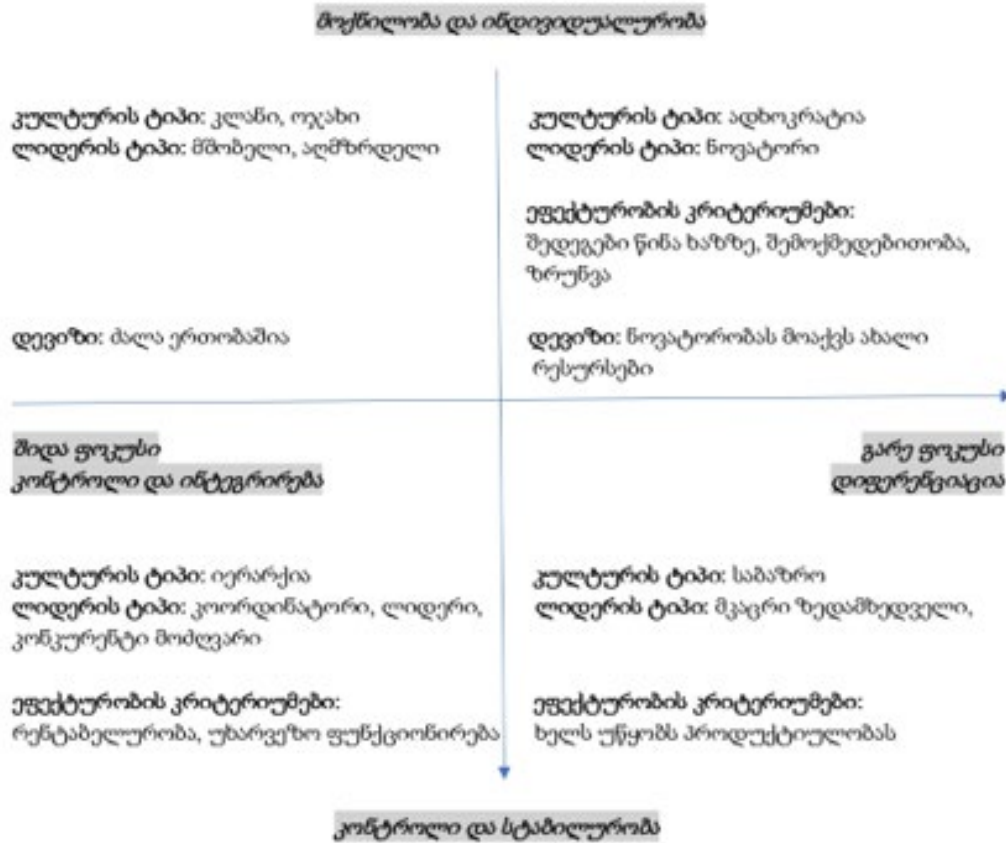 მოქნილობა და ინდივიდუალურობა
კულტურის ტიპი: კლანი, ოჯახი
ლიდერის ტიპი: მშობელი, აღმზრდელი
დევიზი: ძალა ერთობაშია
კულტურის ტიპი: ადხოკრატია
ლიდერის ტიპი: ნოვატორი
ეფექტურობის კრიტერიუმები:
შედეგები წინა ხაზზე, შემოქმედებითობა,
ზრუნვა
დევიზი: ნოვატორობას მოაქვს ახალი
რესურსები
შიდა ფოკუსი
კონტროლი და ინტეგრირება
გარე ფოკუსი
დიფერენციაცია
კულტურის ტიპი: იერარქია
ლიდერის ტიპი: კოორდინატორი, ლიდერი,
კონკურენტი მოძღვარი
ეფექტურობის კრიტერიუმები:
რენტაბელურობა, უხარვეზო ფუნქციონირება
კულტურის ტიპი: საბაზრო
ლიდერის ტიპი: მკაცრი ზედამხედველი,
ეფექტურობის კრიტერიუმები:
ხელს უწყობს პროდუქტიულობას
კონტროლი და სტაბილურობა